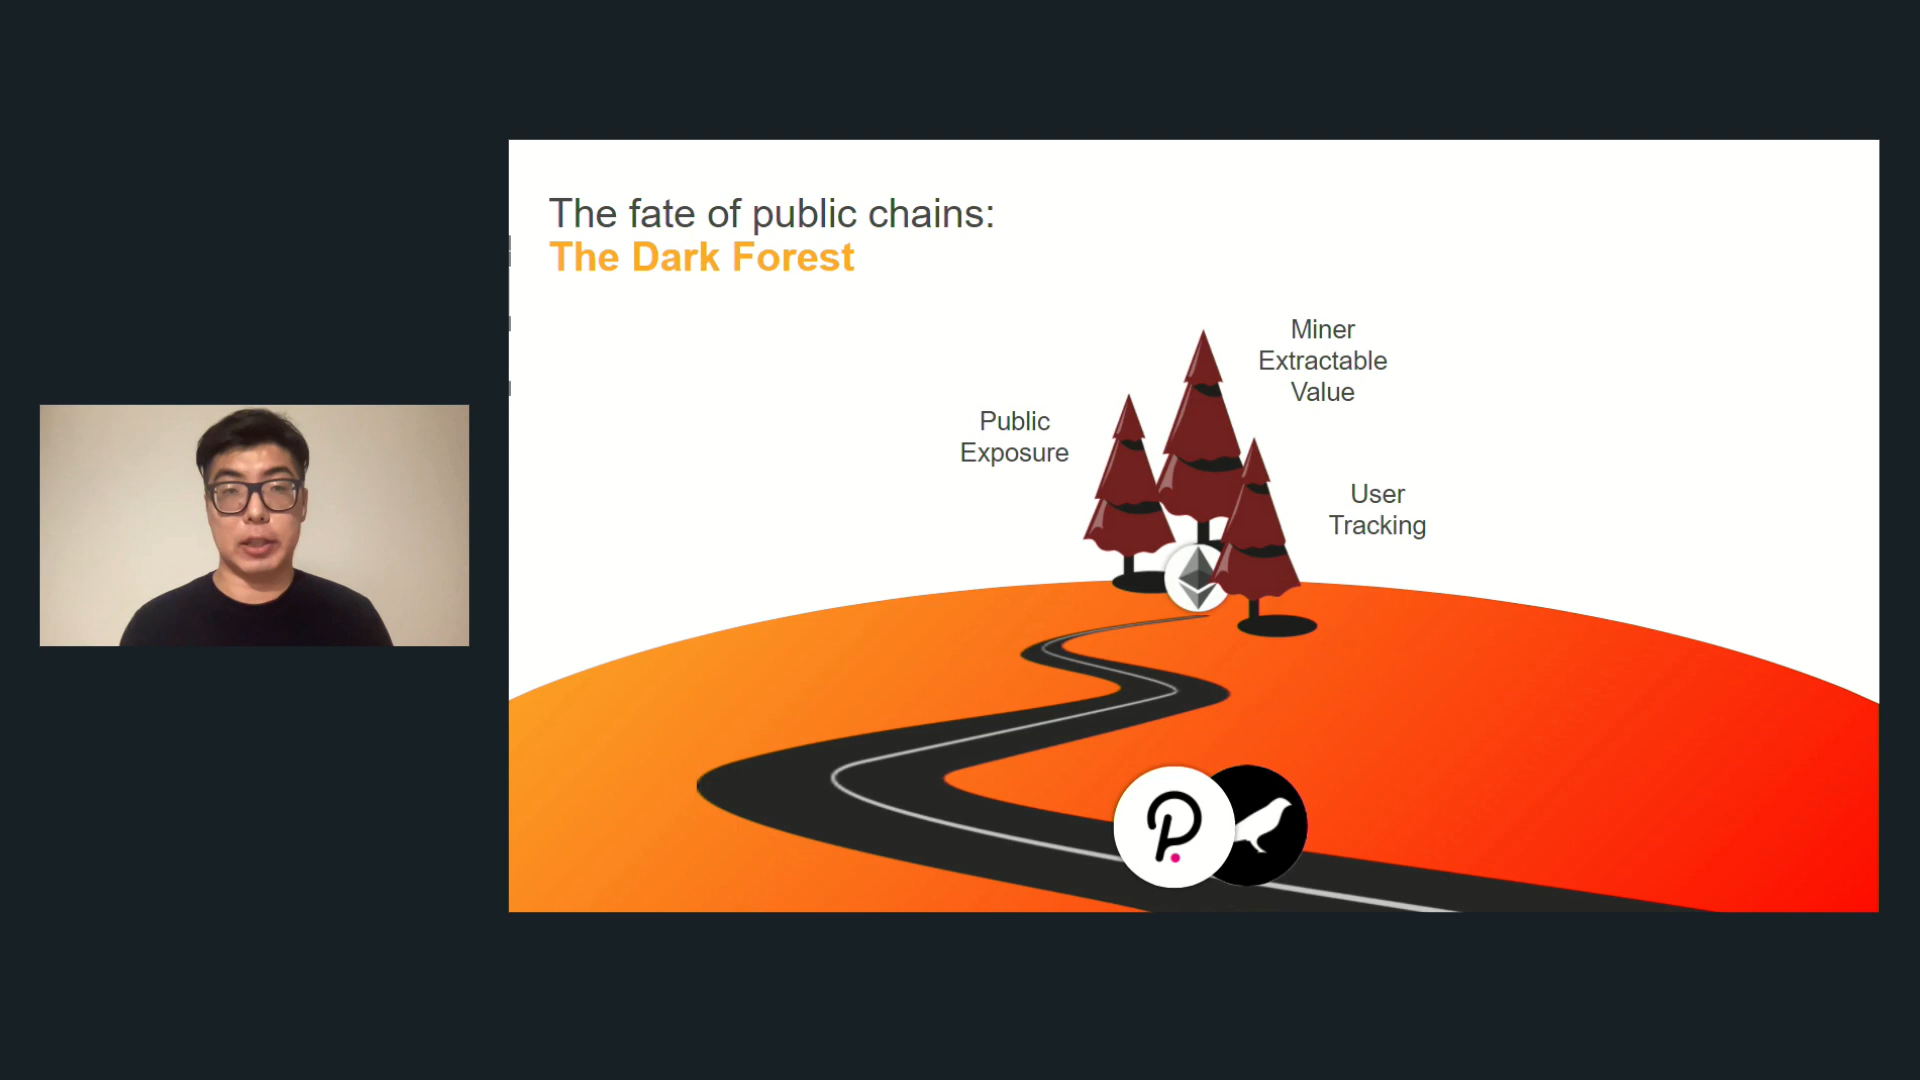 The fate of public chains:
The Dark Forest
Miner
Extractable
Value
Public
Exposure
User
Tracking